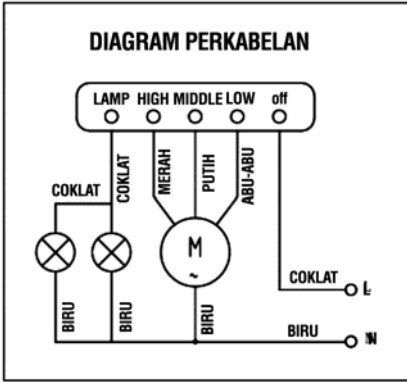 DIAGRAM PERKABELAN
LAMP HIGH MIDDLE LOW off
COKLAT
MERAH
PUTIH
ABU-ABU
COKLAT
M
~
COKLAT
L
BIRU
BIRU
BIRU
BIRU
N